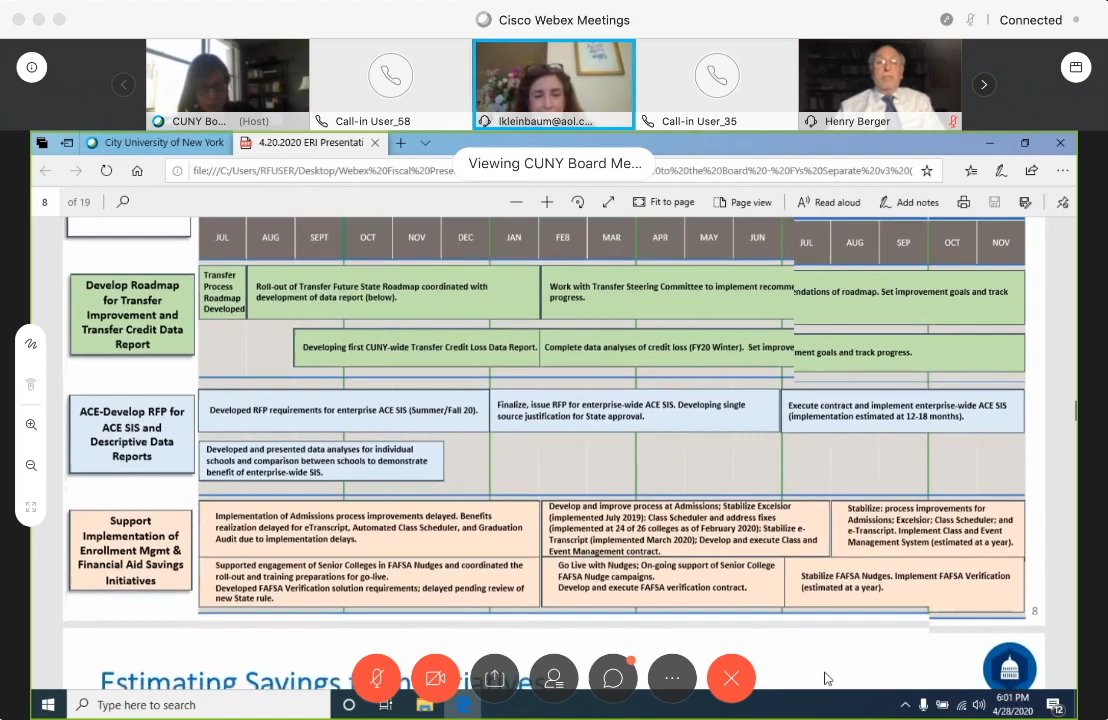 Cisco Webex Meetings
Connected
CUNY Bo... (Host)
Call-in User_58
lkleinbaum@aol.c...
Call-in User_35
Henry Berger
City University of New York
4.20.2020 ERI Presentati
Viewing CUNY Board Me...
file:///C:/Users/RFUSER/Desktop/Webex%20Fiscal%20Prese
.0to%20the%20Board%20-%20FYs%20Separate%20v3%20(
8 of 19
Fit to page
Page view
Read aloud
Add notes
JUL AUG SEPT OCT NOV DEC JAN FEB MAR APR MAY JUN JUL AUG SEP OCT NOV
Develop Roadmap
for Transfer
Improvement and
Transfer Credit Data
Report
Transfer
Process
Roadmap
Developed
Roll-out of Transfer Future State Roadmap coordinated with
development of data report (below).
Work with Transfer Steering Committee to implement recomme
progress.
ndations of roadmap. Set improvement goals and track
Developing first CUNY-wide Transfer Credit Loss Data Report.
Complete data analyses of credit loss (FY20 Winter). Set improve
ment goals and track progress.
ACE-Develop RFP for
ACE SIS and
Descriptive Data
Reports
Developed RFP requirements for enterprise ACE SIS (Summer/Fall 20).
Finalize, issue RFP for enterprise-wide ACE SIS. Developing single
source justification for State approval.
Execute contract and implement enterprise-wide ACE SIS
(implementation estimated at 12-18 months).
Developed and presented data analyses for individual
schools and comparison between schools to demonstrate
benefit of enterprise-wide SIS.
Support
Implementation of
Enrollment Mgmt &
Financial Aid Savings
Initiatives
Implementation of Admissions process improvements delayed. Benefits
realization delayed for eTranscript, Automated Class Scheduler, and Graduation
Audit due to implementation delays.
Develop and improve process at Admissions; Stabilize Excelsior
(implemented July 2019); Class Scheduler and address fixes
(implemented at 24 of 26 colleges as of February 2020); Stabilize e-
Transcript (implemented March 2020); Develop and execute Class and
Event Management contract.
Stabilize: process improvements for
Admissions; Excelsior; Class Scheduler; and
e-Transcript. Implement Class and Event
Management System (estimated at a year).
Supported engagement of Senior Colleges in FAFSA Nudges and coordinated the
roll-out and training preparations for go-live.
Developed FAFSA Verification solution requirements; delayed pending review of
new State rule.
Go Live with Nudges; On-going support of Senior College
FAFSA Nudge campaigns.
Develop and execute FAFSA verification contract.
Stabilize FAFSA Nudges. Implement FAFSA Verification
(estimated at a year).
8
Estimating Savings
Type here to search
6:01 PM
4/28/2020
12